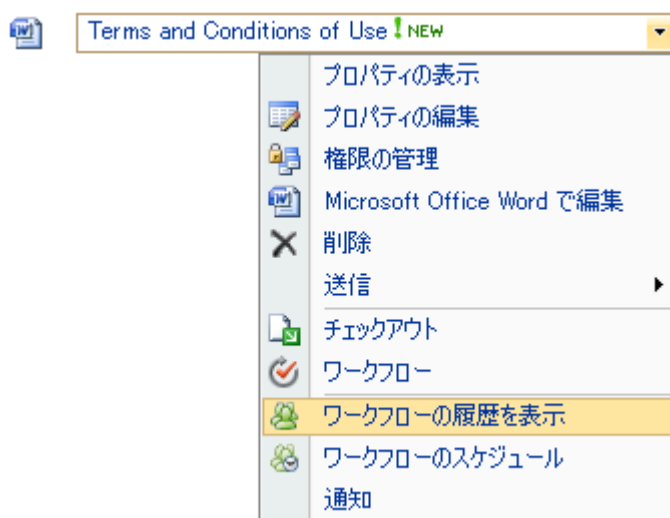 Terms and Conditions of Use ! NEW
プロパティの表示
プロパティの編集
権限の管理
Microsoft Office Word で編集
削除
送信
チェックアウト
ワークフロー
ワークフローの履歴を表示
ワークフローのスケジュール
通知